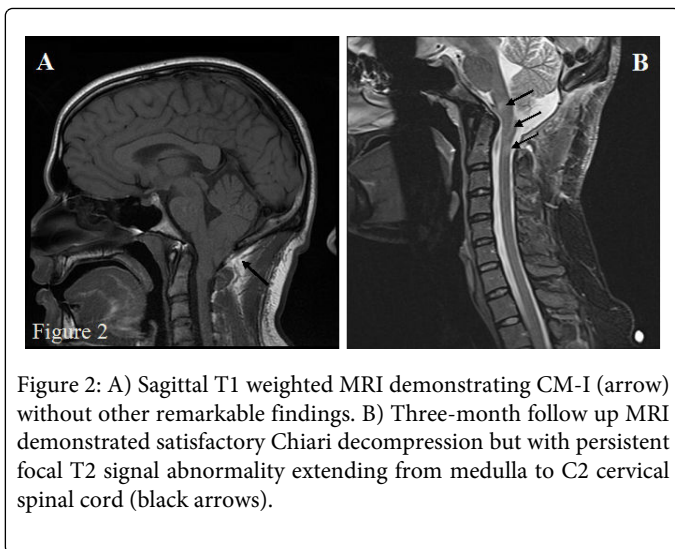 A
B
Figure 2
Figure 2: A) Sagittal T1 weighted MRI demonstrating CM-I (arrow)
without other remarkable findings. B) Three-month follow up MRI
demonstrated satisfactory Chiari decompression but with persistent
focal T2 signal abnormality extending from medulla to C2 cervical
spinal cord (black arrows).